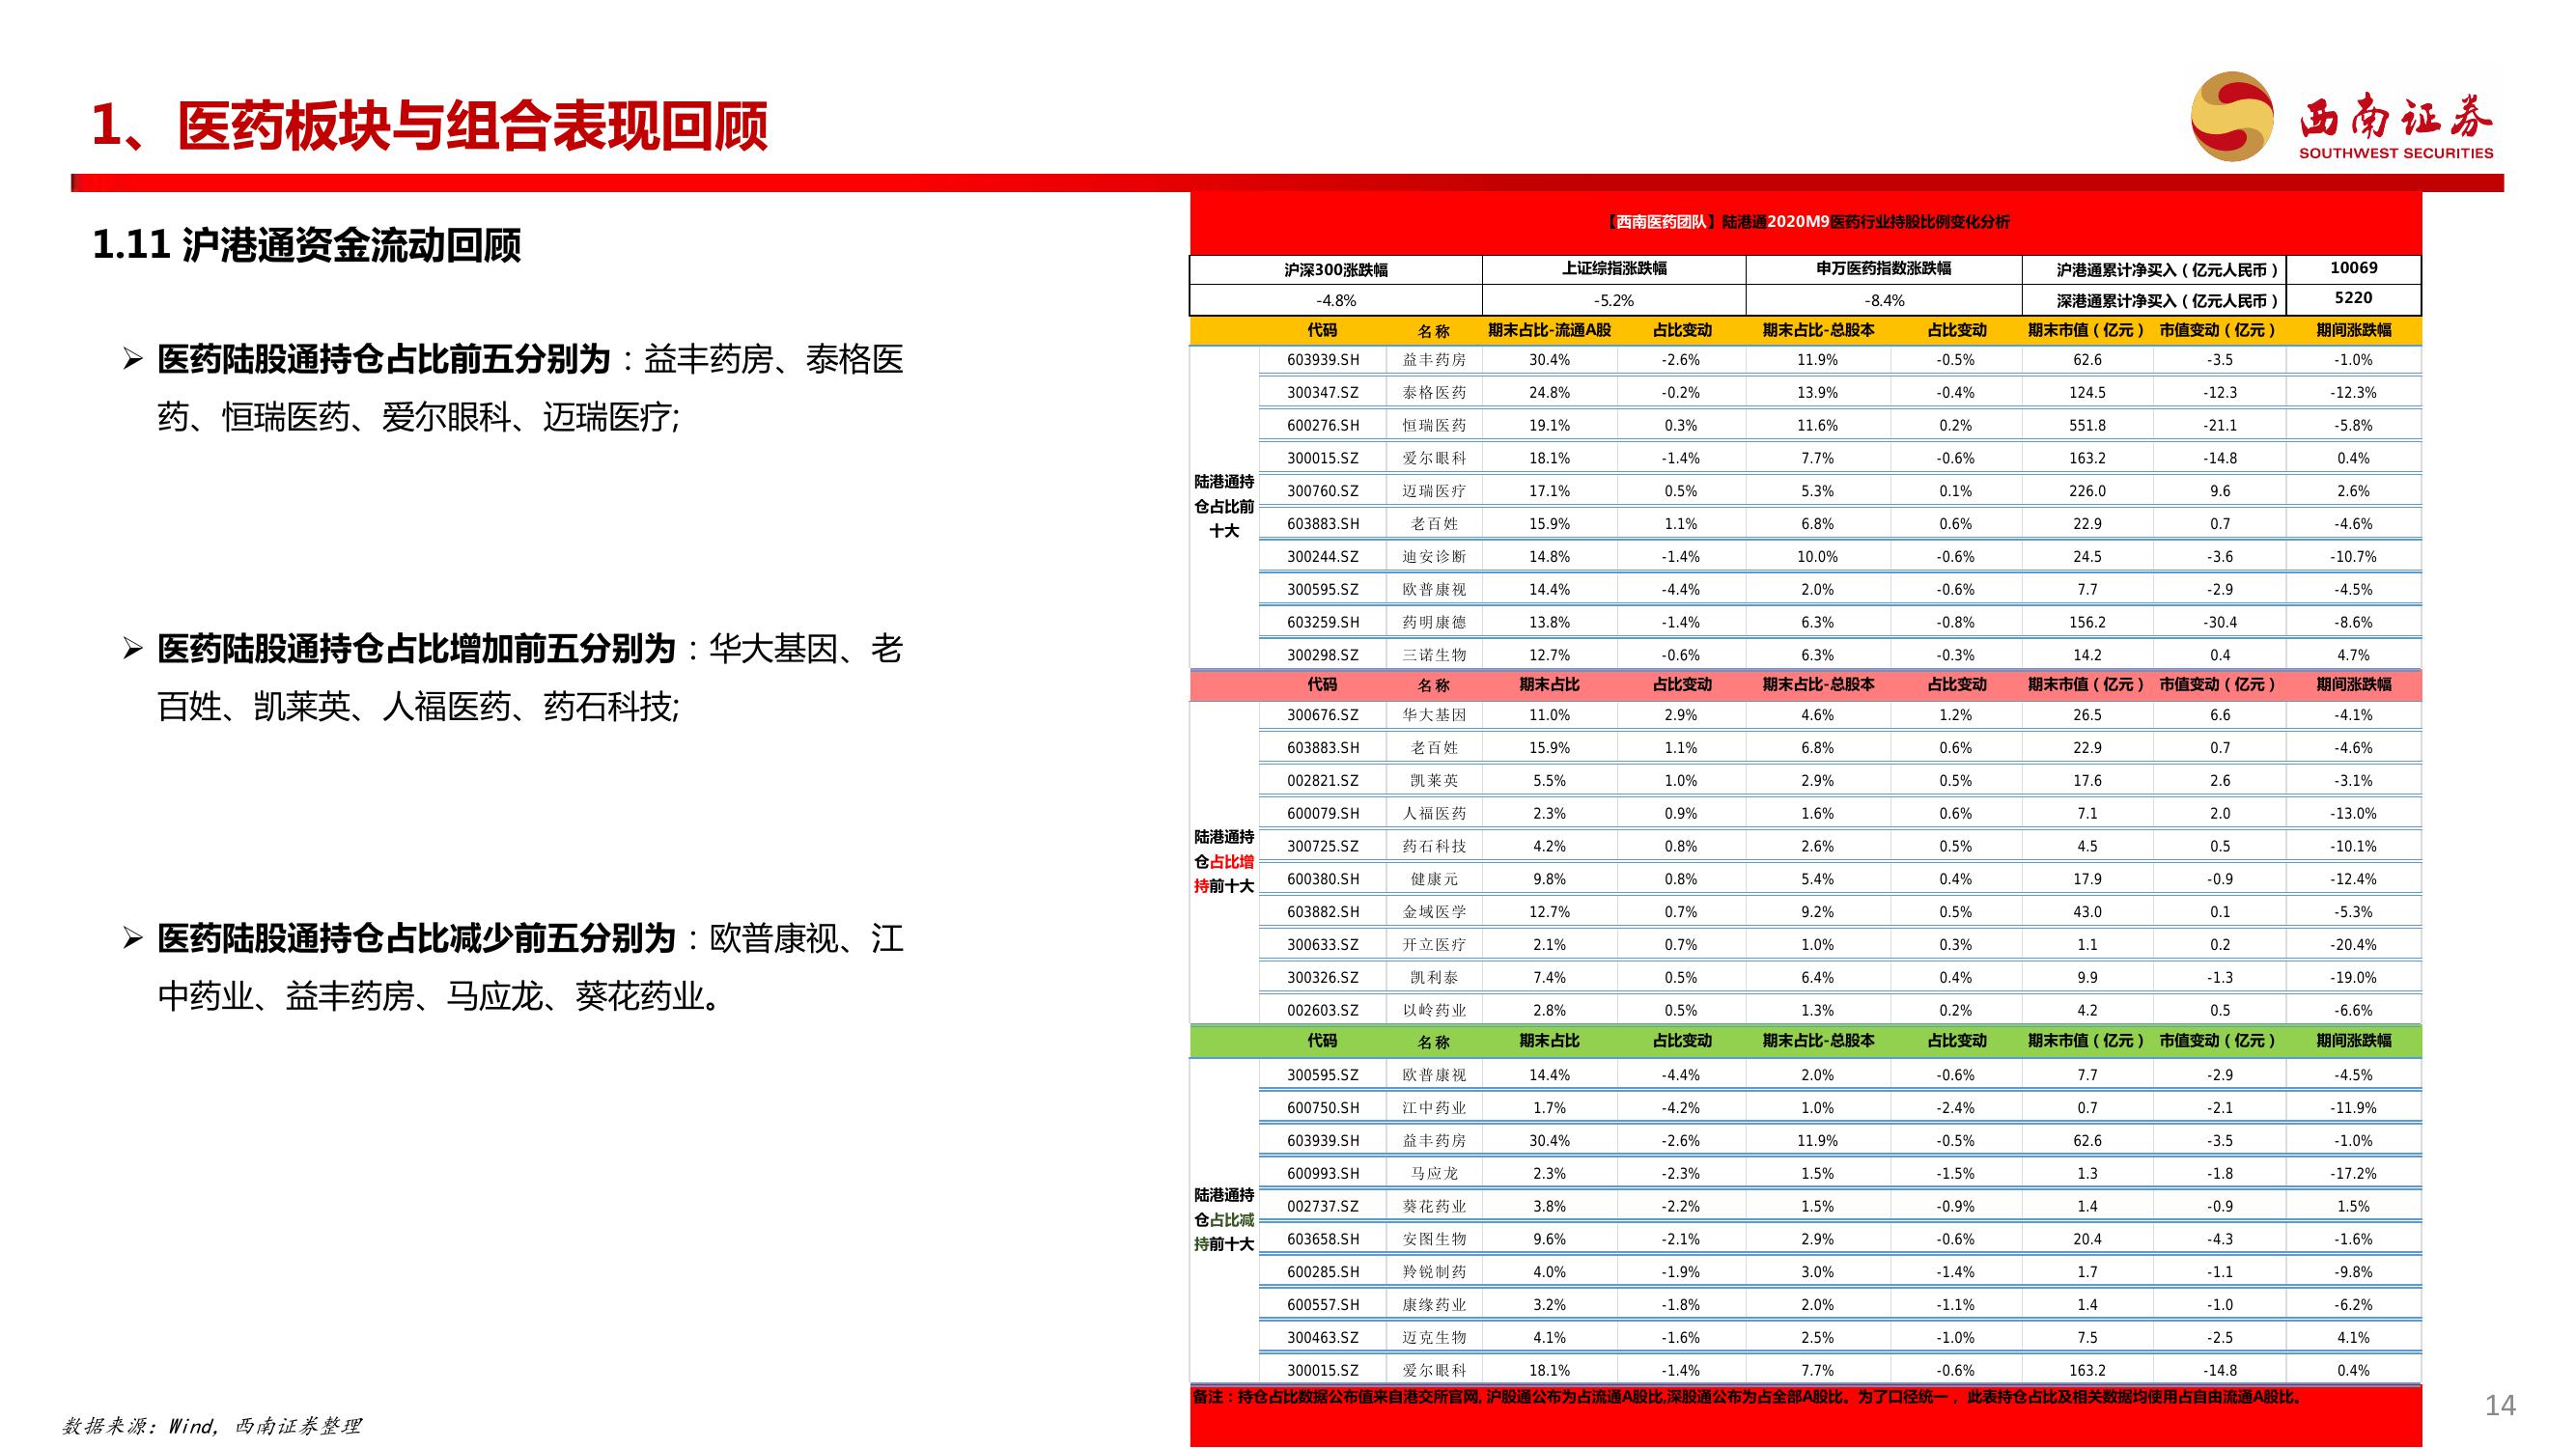 1、医药板块与组合表现回顾
西南证券
SOUTHWEST SECURITIES
1.11 沪港通资金流动回顾
➢ 医药陆股通持仓占比前五分别为：益丰药房、泰格医
药、恒瑞医药、爱尔眼科、迈瑞医疗;
➢ 医药陆股通持仓占比增加前五分别为：华大基因、老
百姓、凯莱英、人福医药、药石科技;
➢ 医药陆股通持仓占比减少前五分别为：欧普康视、江
中药业、益丰药房、马应龙、葵花药业。
【西南医药团队】陆港通2020M9医药行业持股比例变化分析
沪深300涨跌幅 上证综指涨跌幅 申万医药指数涨跌幅 沪港通累计净买入（亿元人民币） 10069
-4.8% -5.2% -8.4% 深港通累计净买入（亿元人民币） 5220
代码 名称 期末占比-流通A股 占比变动 期末占比-总股本 占比变动 期末市值（亿元） 市值变动（亿元） 期间涨跌幅
陆港通持
仓占比前
十大
603939.SH 益丰药房 30.4% -2.6% 11.9% -0.5% 62.6 -3.5 -1.0%
300347.SZ 泰格医药 24.8% -0.2% 13.9% -0.4% 124.5 -12.3 -12.3%
600276.SH 恒瑞医药 19.1% 0.3% 11.6% 0.2% 551.8 -21.1 -5.8%
300015.SZ 爱尔眼科 18.1% -1.4% 7.7% -0.6% 163.2 -14.8 0.4%
300760.SZ 迈瑞医疗 17.1% 0.5% 5.3% 0.1% 226.0 9.6 2.6%
603883.SH 老百姓 15.9% 1.1% 6.8% 0.6% 22.9 0.7 -4.6%
300244.SZ 迪安诊断 14.8% -1.4% 10.0% -0.6% 24.5 -3.6 -10.7%
300595.SZ 欧普康视 14.4% -4.4% 2.0% -0.6% 7.7 -2.9 -4.5%
603259.SH 药明康德 13.8% -1.4% 6.3% -0.8% 156.2 -30.4 -8.6%
300298.SZ 三诺生物 12.7% -0.6% 6.3% -0.3% 14.2 0.4 4.7%
代码 名称 期末占比 占比变动 期末占比-总股本 占比变动 期末市值（亿元） 市值变动（亿元） 期间涨跌幅
陆港通持
仓占比增
持前十大
300676.SZ 华大基因 11.0% 2.9% 4.6% 1.2% 26.5 6.6 -4.1%
603883.SH 老百姓 15.9% 1.1% 6.8% 0.6% 22.9 0.7 -4.6%
002821.SZ 凯莱英 5.5% 1.0% 2.9% 0.5% 17.6 2.6 -3.1%
600079.SH 人福医药 2.3% 0.9% 1.6% 0.6% 7.1 2.0 -13.0%
300725.SZ 药石科技 4.2% 0.8% 2.6% 0.5% 4.5 0.5 -10.1%
600380.SH 健康元 9.8% 0.8% 5.4% 0.4% 17.9 -0.9 -12.4%
603882.SH 金域医学 12.7% 0.7% 9.2% 0.5% 43.0 0.1 -5.3%
300633.SZ 开立医疗 2.1% 0.7% 1.0% 0.3% 1.1 0.2 -20.4%
300326.SZ 凯利泰 7.4% 0.5% 6.4% 0.4% 9.9 -1.3 -19.0%
002603.SZ 以岭药业 2.8% 0.5% 1.3% 0.2% 4.2 0.5 -6.6%
代码 名称 期末占比 占比变动 期末占比-总股本 占比变动 期末市值（亿元） 市值变动（亿元） 期间涨跌幅
陆港通持
仓占比减
持前十大
300595.SZ 欧普康视 14.4% -4.4% 2.0% -0.6% 7.7 -2.9 -4.5%
600750.SH 江中药业 1.7% -4.2% 1.0% -2.4% 0.7 -2.1 -11.9%
603939.SH 益丰药房 30.4% -2.6% 11.9% -0.5% 62.6 -3.5 -1.0%
600993.SH 马应龙 2.3% -2.3% 1.5% -1.5% 1.3 -1.8 -17.2%
002737.SZ 葵花药业 3.8% -2.2% 1.5% -0.9% 1.4 -0.9 1.5%
603658.SH 安图生物 9.6% -2.1% 2.9% -0.6% 20.4 -4.3 -1.6%
600285.SH 羚锐制药 4.0% -1.9% 3.0% -1.4% 1.7 -1.1 -9.8%
600557.SH 康缘药业 3.2% -1.8% 2.0% -1.1% 1.4 -1.0 -6.2%
300463.SZ 迈克生物 4.1% -1.6% 2.5% -1.0% 7.5 -2.5 4.1%
300015.SZ 爱尔眼科 18.1% -1.4% 7.7% -0.6% 163.2 -14.8 0.4%
备注：持仓占比数据公布值来自港交所官网,沪股通公布为占流通A股比,深股通公布为占全部A股比。为了口径统一，此表持仓占比及相关数据均使用占自由流通A股比。
数据来源：Wind，西南证券整理
14